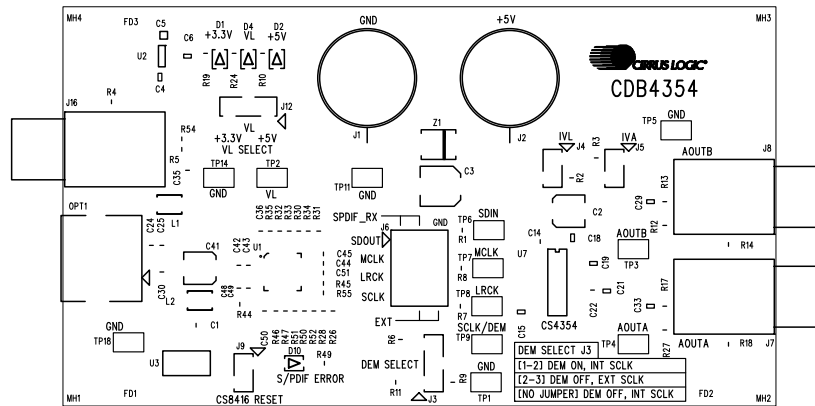 MH4
FD3
C5
U2
C4
C6
D1
+3.3V
D4
VL
D2
+5V
R19
R24
R10
J12
VL
+3.3V
+5V
VL SELECT
GND
J1
+5V
J2
CIRRUS LOGIC®
CDB4354
MH3
TP5
GND
J16
R4
R54
R5
C35
TP14
GND
TP2
VL
TP11
GND
Z1
C3
IVL
J4
R3
IVA
J5
R2
AOUTB
J8
R13
R12
C29
R14
OPT1
L1
C24
C25
C30
C41
L2
C48
C49
C42
C43
U1
C36
R35
R32
R33
R30
R34
R31
C45
C44
C51
R45
R55
R44
C1
SPDIF_RX
J6
GND
SDOUT
MCLK
LRCK
SCLK
EXT
TP6
SDIN
R1
TP7
MCLK
R8
TP8
LRCK
R7
SCLK/DEM
TP9
C2
C14
C18
U7
C19
C21
C22
C15
CS4354
AOUTB
TP3
C33
R17
R27
AOUTA
TP4
AOUTA
R18
J7
GND
TP18
U3
J9
C50
R46
R47
R51
R50
R52
R28
R26
D10
R49
S/PDIF ERROR
CS8416 RESET
R6
DEM SELECT
R11
J3
R9
GND
TP1
DEM SELECT J3
[1-2] DEM ON, INT SCLK
[2-3] DEM OFF, EXT SCLK
[NO JUMPER] DEM OFF, INT SCLK
MH1
FD1
FD2
MH2